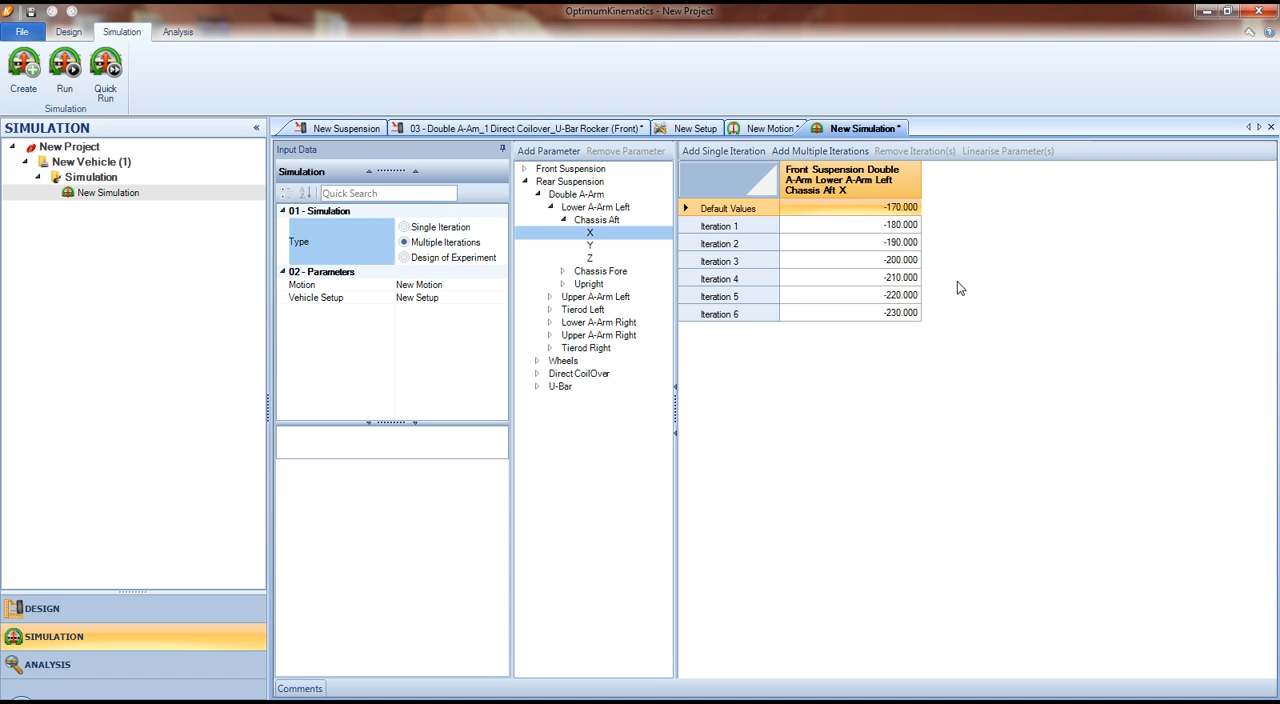 OptimumKinematics - New Project
File
Design
Simulation
Analysis
Create
Run
Quick
Run
Simulation
SIMULATION
New Project
New Vehicle (1)
Simulation
New Simulation
DESIGN
SIMULATION
ANALYSIS
New Suspension
03 - Double A-Arm_1 Direct Coilover_U-Bar Rocker (Front)*
New Setup
New Motion*
New Simulation*
Input Data
Simulation
Quick Search
01 - Simulation
Type
Single Iteration
Multiple Iterations
Design of Experiment
02 - Parameters
Motion New Motion
Vehicle Setup New Setup
Comments
Add Parameter Remove Parameter
Front Suspension
Rear Suspension
Double A-Arm
Lower A-Arm Left
Chassis Aft
X
Y
Z
Chassis Fore
Upright
Upper A-Arm Left
Tierod Left
Lower A-Arm Right
Upper A-Arm Right
Tierod Right
Wheels
Direct CoilOver
U-Bar
Add Single Iteration Add Multiple Iterations Remove Iteration(s) Linearise Parameter(s)
Front Suspension Double
A-Arm Lower A-Arm Left
Chassis Aft X
Default Values -170.000
Iteration 1 -180.000
Iteration 2 -190.000
Iteration 3 -200.000
Iteration 4 -210.000
Iteration 5 -220.000
Iteration 6 -230.000